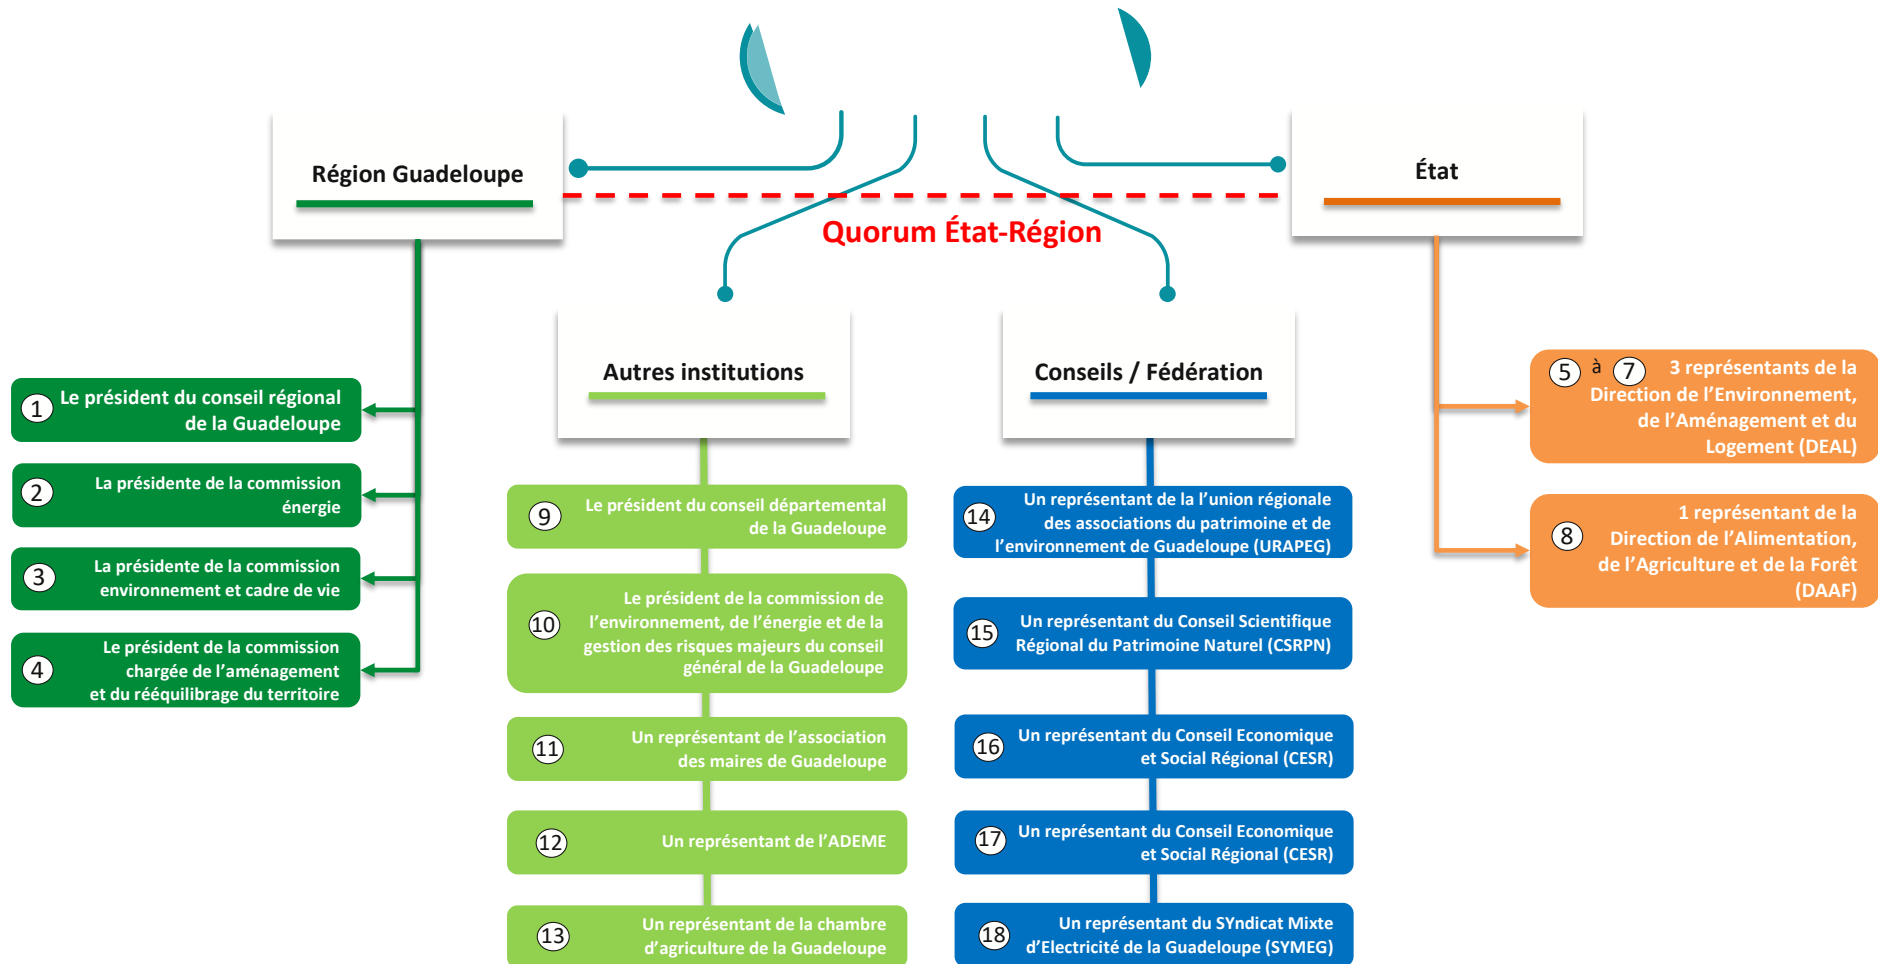 Région Guadeloupe
État
Quorum État-Région
Autres institutions
Conseils / Fédération
1
Le président du conseil régional
de la Guadeloupe
2
La présidente de la commission
énergie
3
La présidente de la commission
environnement et cadre de vie
4
Le président de la commission
chargée de l’aménagement
et du rééquilibrage du territoire
9
Le président du conseil départemental
de la Guadeloupe
10
Le président de la commission de
l’environnement, de l’énergie et de la
gestion des risques majeurs du conseil
général de la Guadeloupe
11
Un représentant de l’association
des maires de Guadeloupe
12
Un représentant de l’ADEME
13
Un représentant de la chambre
d’agriculture de la Guadeloupe
14
Un représentant de la l’union régionale
des associations du patrimoine et de
l’environnement de Guadeloupe (URAPEG)
15
Un représentant du Conseil Scientifique
Régional du Patrimoine Naturel (CSRPN)
16
Un représentant du Conseil Economique
et Social Régional (CESR)
17
Un représentant du Conseil Economique
et Social Régional (CESR)
18
Un représentant du SYndicat Mixte
d’Electricité de la Guadeloupe (SYMEG)
5 à 7 3 représentants de la
Direction de l’Environnement,
de l’Aménagement et du
Logement (DEAL)
8
1 représentant de la
Direction de l’Alimentation,
de l’Agriculture et de la Forêt
(DAAF)